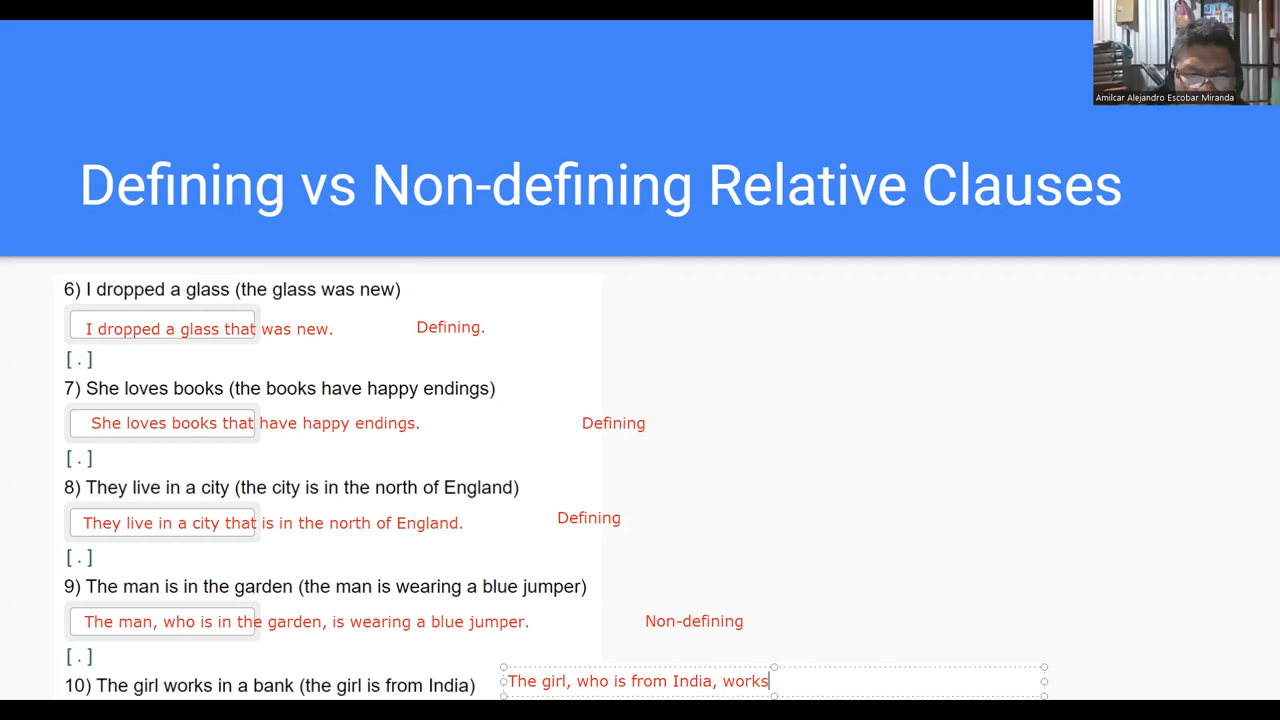 Amilcar Alejandro Escobar Miranda
Defining vs Non-defining Relative Clauses
6) I dropped a glass (the glass was new)
I dropped a glass that was new. Defining.
[ . ]
7) She loves books (the books have happy endings)
She loves books that have happy endings. Defining
[ . ]
8) They live in a city (the city is in the north of England)
They live in a city that is in the north of England. Defining
[ . ]
9) The man is in the garden (the man is wearing a blue jumper)
The man, who is in the garden, is wearing a blue jumper. Non-defining
[ . ]
10) The girl works in a bank (the girl is from India) The girl, who is from India, works